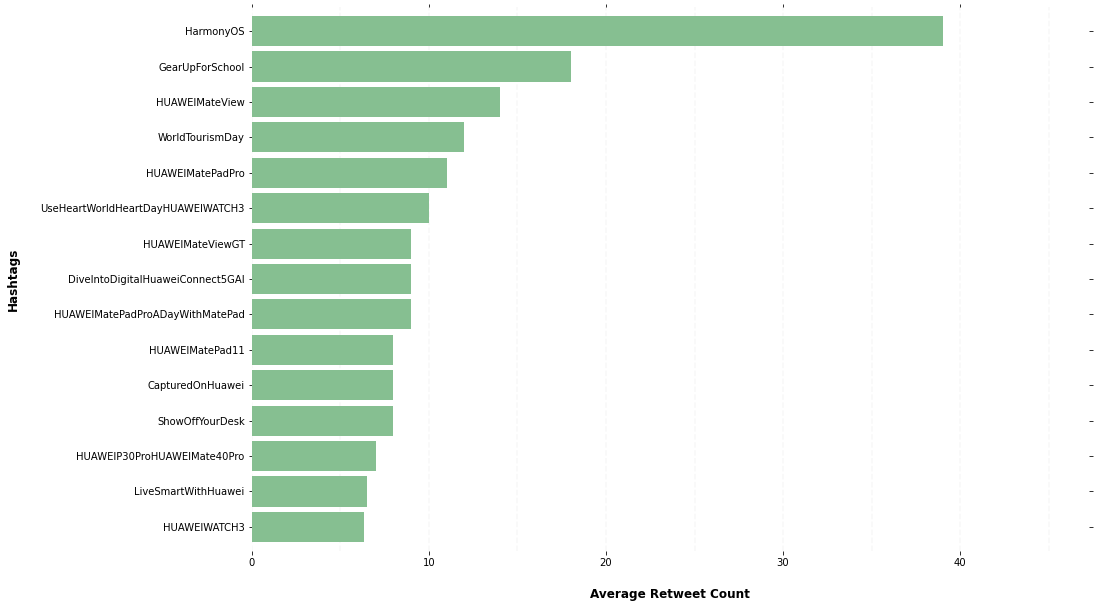 HarmonyOS
GearUpForSchool
HUAWEIMateView
WorldTourismDay
HUAWEIMatePadPro
UseHeartWorldHeartDayHUAWEIWATCH3
HUAWEIMateViewGT
DiveIntoDigitalHuaweiConnect5GAI
HUAWEIMatePadProADayWithMatePad
HUAWEIMatePad11
CapturedOnHuawei
ShowOffYourDesk
HUAWEIP30ProHUAWEIMate40Pro
LiveSmartWithHuawei
HUAWEIWATCH3
Hashtags
0 10 20 30 40
Average Retweet Count